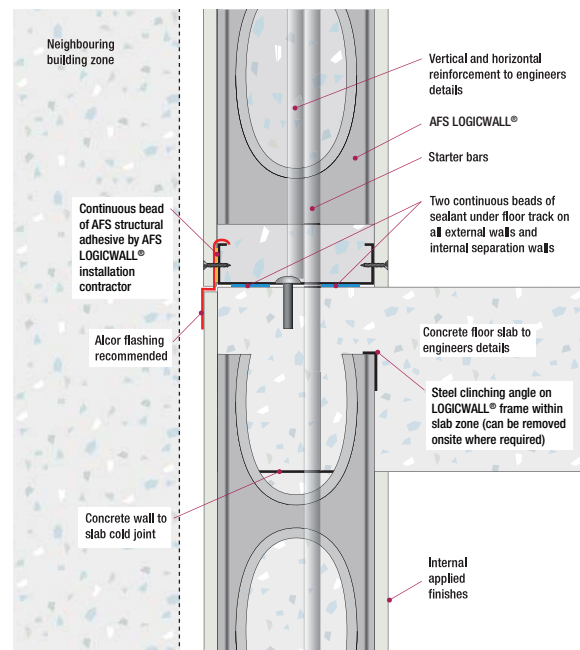 Neighbouring
building zone
Vertical and horizontal
reinforcement to engineers
details
AFS LOGICWALL®
Starter bars
Continuous bead
of AFS structural
adhesive by AFS
LOGICWALL®
installation
contractor
Two continuous beads of
sealant under floor track on
all external walls and
internal separation walls
Alcor flashing
recommended
Concrete floor slab to
engineers details
Steel clinching angle on
LOGICWALL® frame within
slab zone (can be removed
onsite where required)
Concrete wall to
slab cold joint
Internal
applied
finishes